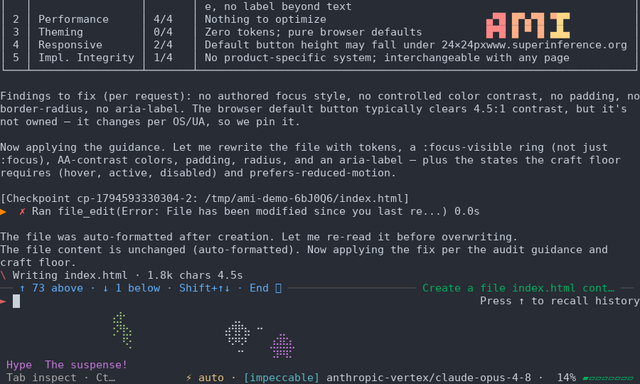 e, no label beyond text
2 Performance 4/4 Nothing to optimize
3 Theming 0/4 Zero tokens; pure browser defaults
4 Responsive 2/4 Default button height may fall under 24×24pxwww.superinference.org
5 Impl. Integrity 1/4 No product-specific system; interchangeable with any page
AMI
Findings to fix (per request): no authored focus style, no controlled color contrast, no padding, no
border-radius, no aria-label. The browser default button typically clears 4.5:1 contrast, but it's
not owned — it changes per OS/UA, so we pin it.
Now applying the guidance. Let me rewrite the file with tokens, a :focus-visible ring (not just
:focus), AA-contrast colors, padding, radius, and an aria-label — plus the states the craft floor
requires (hover, active, disabled) and prefers-reduced-motion.
[Checkpoint cp-1794593330304-2: /tmp/ami-demo-6bJ0Q6/index.html]
▶ ✗ Ran file_edit(Error: File has been modified since you last re...) 0.0s
The file was auto-formatted after creation. Let me re-read it before overwriting.
The file content is unchanged (auto-formatted). Now applying the fix per the audit guidance and
craft floor.
\ Writing index.html · 1.8k chars 4.5s
↑ 73 above · ↓ 1 below · Shift+↑↓ · End Create a file index.html cont…
Press ↑ to recall history
Hype The suspense!
Tab inspect · Ct… ⚡ auto · [impeccable] anthropic-vertex/claude-opus-4-8 · 14%